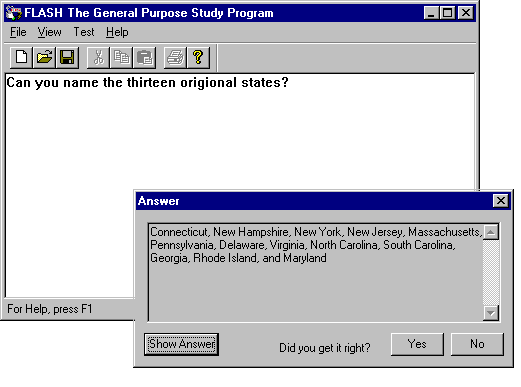 FLASH The General Purpose Study Program
File View Test Help
Can you name the thirteen origional states?
For Help, press F1
Answer
Connecticut, New Hampshire, New York, New Jersey, Massachusetts,
Pennsylvania, Delaware, Virginia, North Carolina, South Carolina,
Georgia, Rhode Island, and Maryland
Show Answer Did you get it right? Yes No